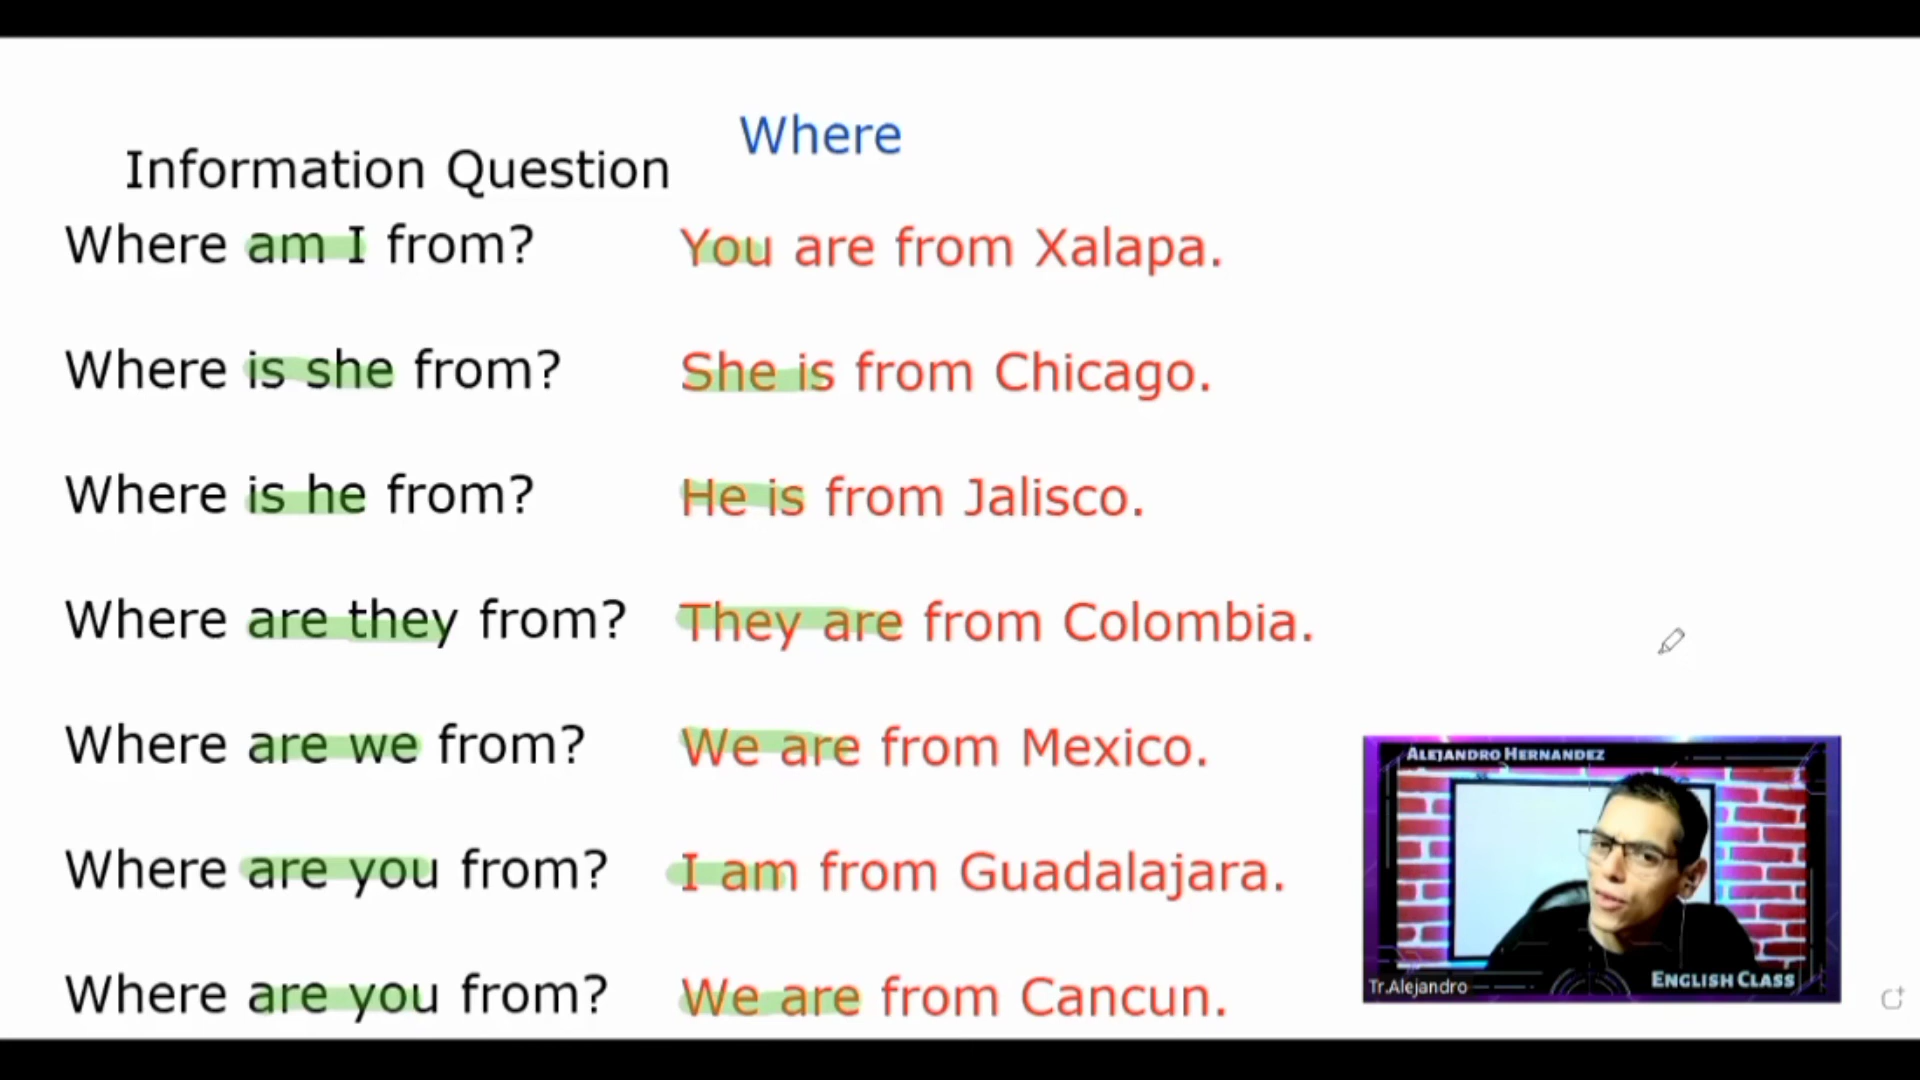 Where
Information Question
Where am I from? You are from Xalapa.
Where is she from? She is from Chicago.
Where is he from? He is from Jalisco.
Where are they from? They are from Colombia.
Where are we from? We are from Mexico.
Where are you from? I am from Guadalajara.
Where are you from? We are from Cancun.
Alejandro Hernandez
English Class
Tr.Alejandro